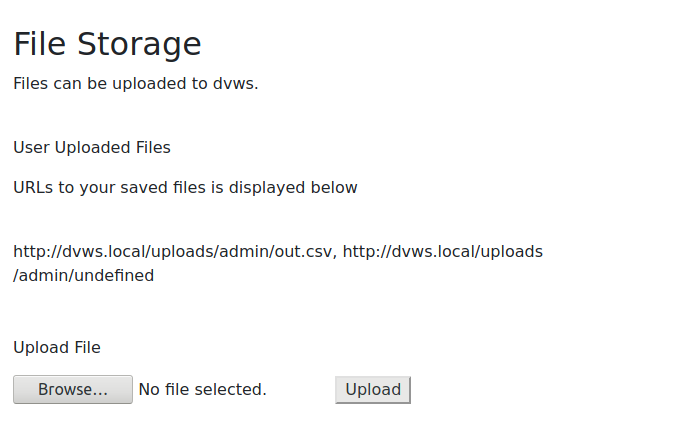 File Storage
Files can be uploaded to dvws.
User Uploaded Files
URLs to your saved files is displayed below
http://dvws.local/uploads/admin/out.csv, http://dvws.local/uploads
/admin/undefined
Upload File
Browse... No file selected. Upload